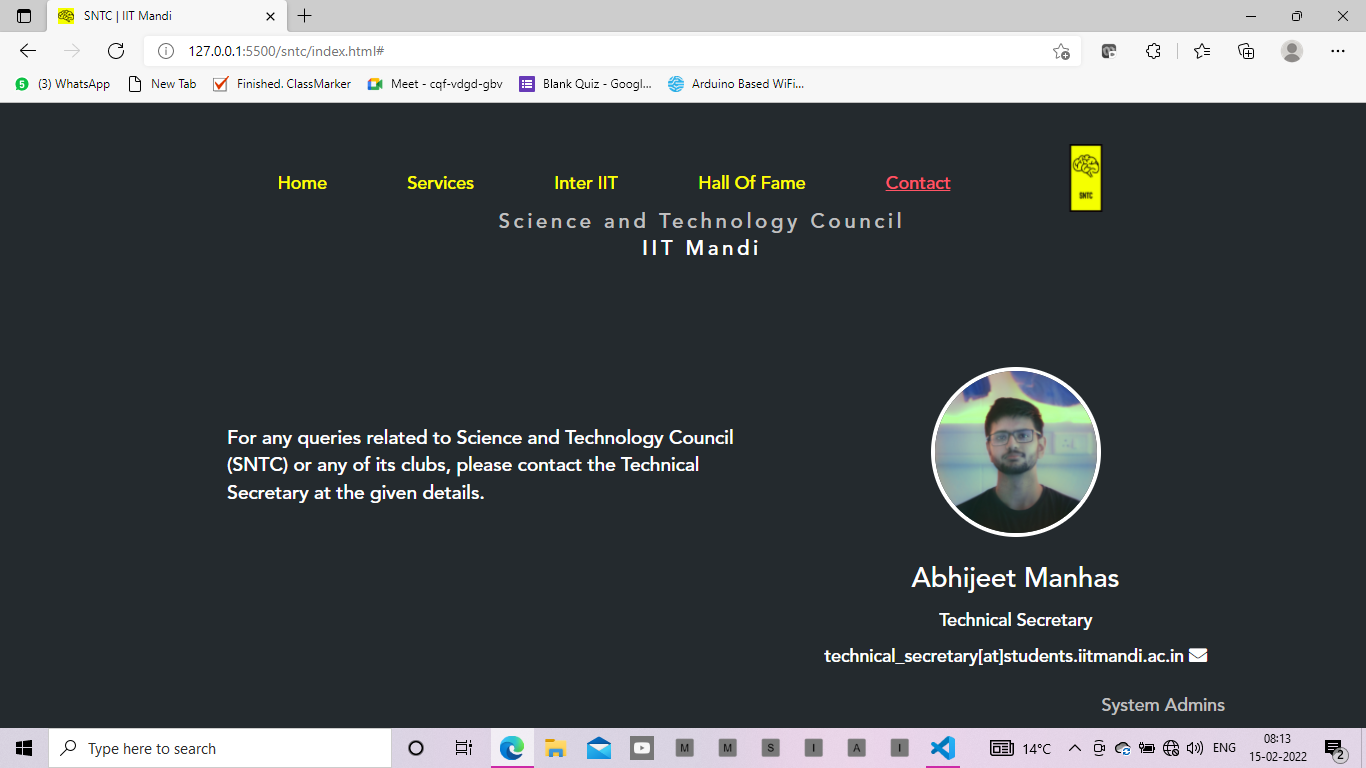 SNTC | IIT Mandi
127.0.0.1:5500/sntc/index.html#
5 (3) WhatsApp New Tab Finished. ClassMarker Meet - cqf-vdgd-gbv Blank Quiz - Googl... Arduino Based WiFi...
Home Services Inter IIT Hall Of Fame Contact
SNTC
Science and Technology Council
IIT Mandi
For any queries related to Science and Technology Council
(SNTC) or any of its clubs, please contact the Technical
Secretary at the given details.
Abhijeet Manhas
Technical Secretary
technical_secretary[at]students.iitmandi.ac.in
System Admins
Type here to search
M M S I A I
14°C
ENG
08:13
15-02-2022
2